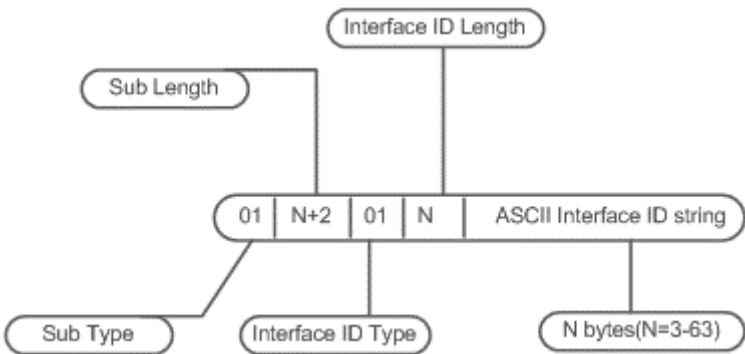 Interface ID Length
Sub Length
01 N+2 01 N ASCII Interface ID string
Sub Type
Interface ID Type
N bytes(N=3-63)